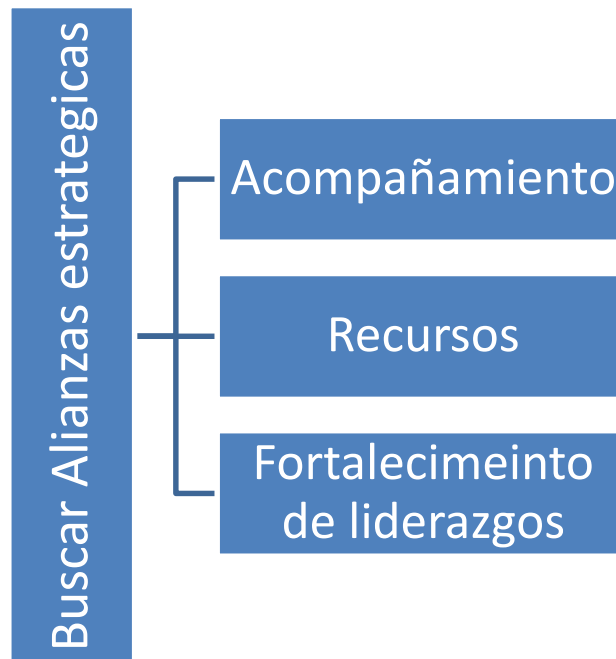 Buscar Alianzas estrategicas
Acompañamiento
Recursos
Fortalecimeinto
de liderazgos